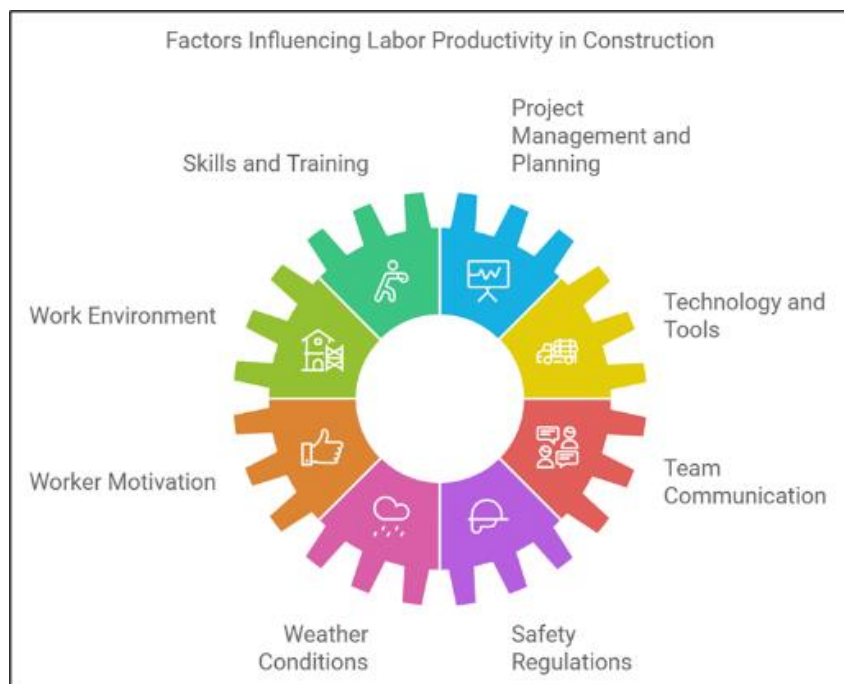 Factors Influencing Labor Productivity in Construction
Project
Management and
Planning
Skills and Training
Work Environment
Technology and
Tools
Worker Motivation
Team
Communication
Weather
Conditions
Safety
Regulations